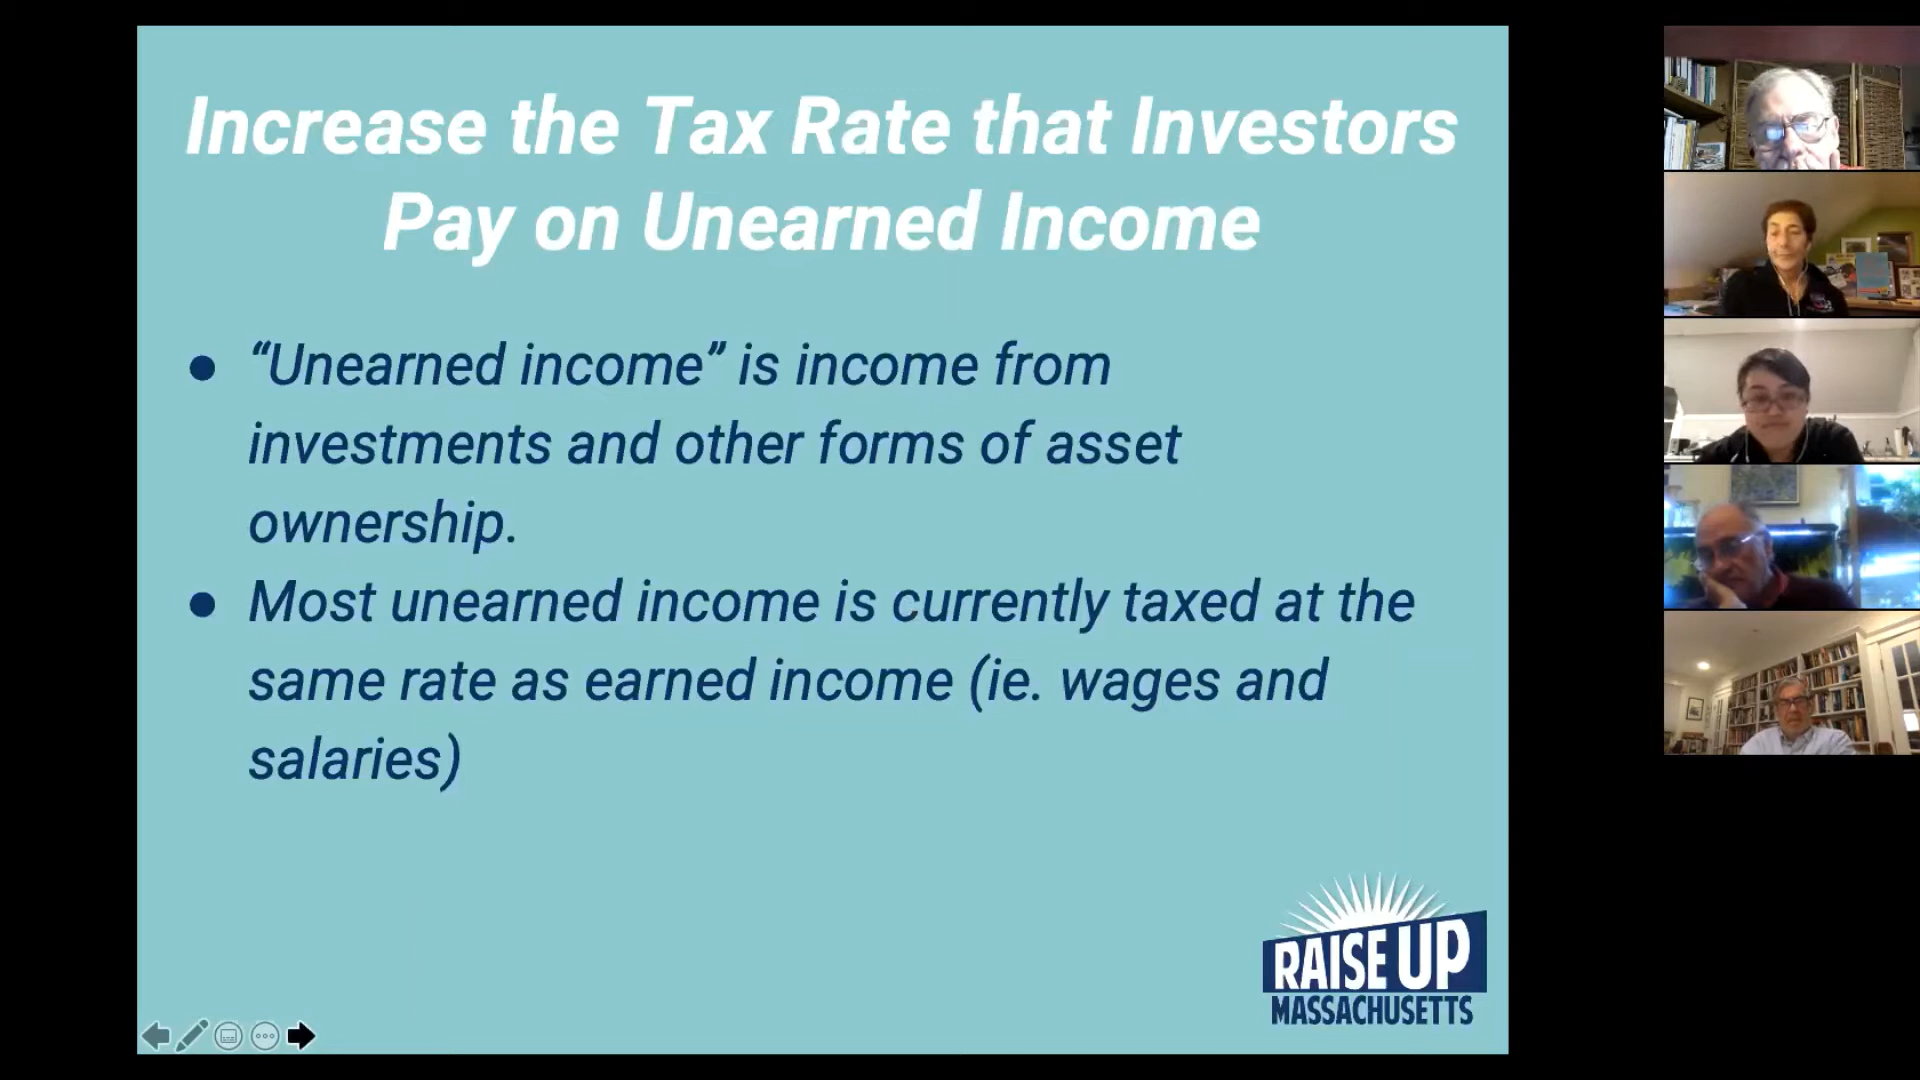 Increase the Tax Rate that Investors
Pay on Unearned Income
● “Unearned income” is income from
investments and other forms of asset
ownership.
● Most unearned income is currently taxed at the
same rate as earned income (ie. wages and
salaries)
RAISE UP
MASSACHUSETTS